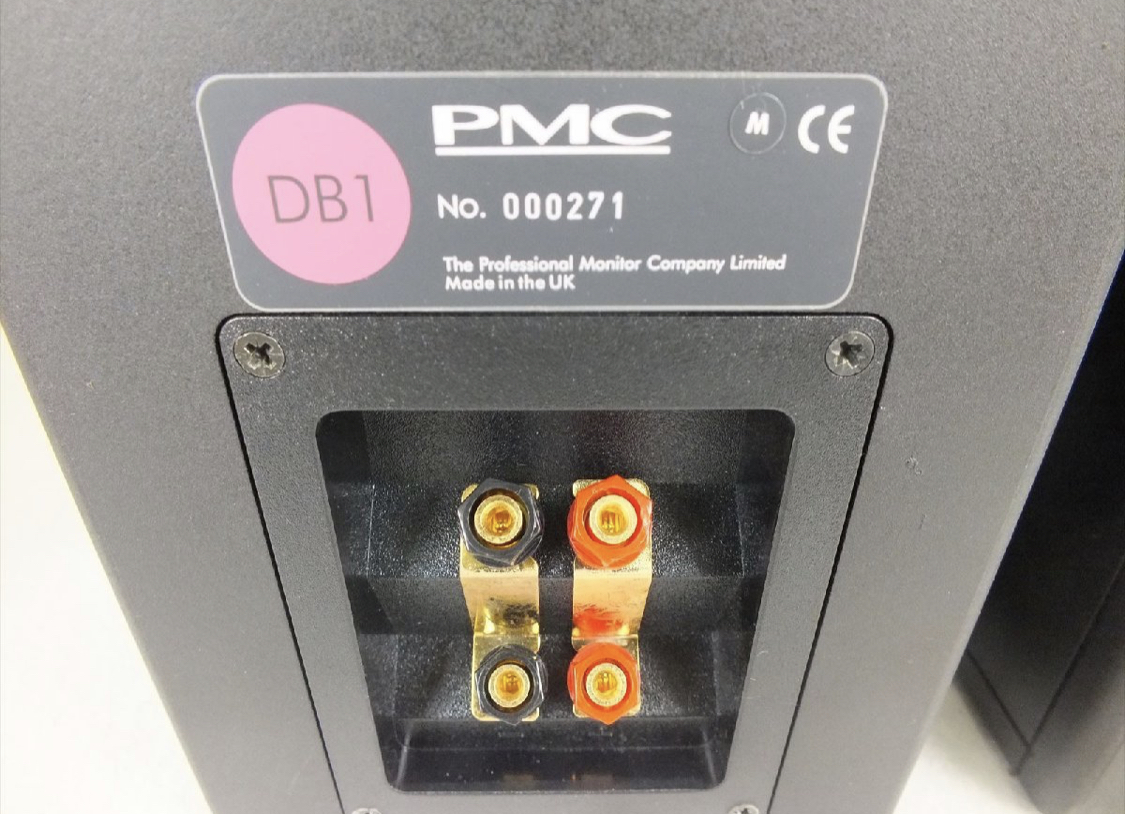 PMC
M CE
DB1
No. 000271
The Professional Monitor Company Limited
Made in the UK